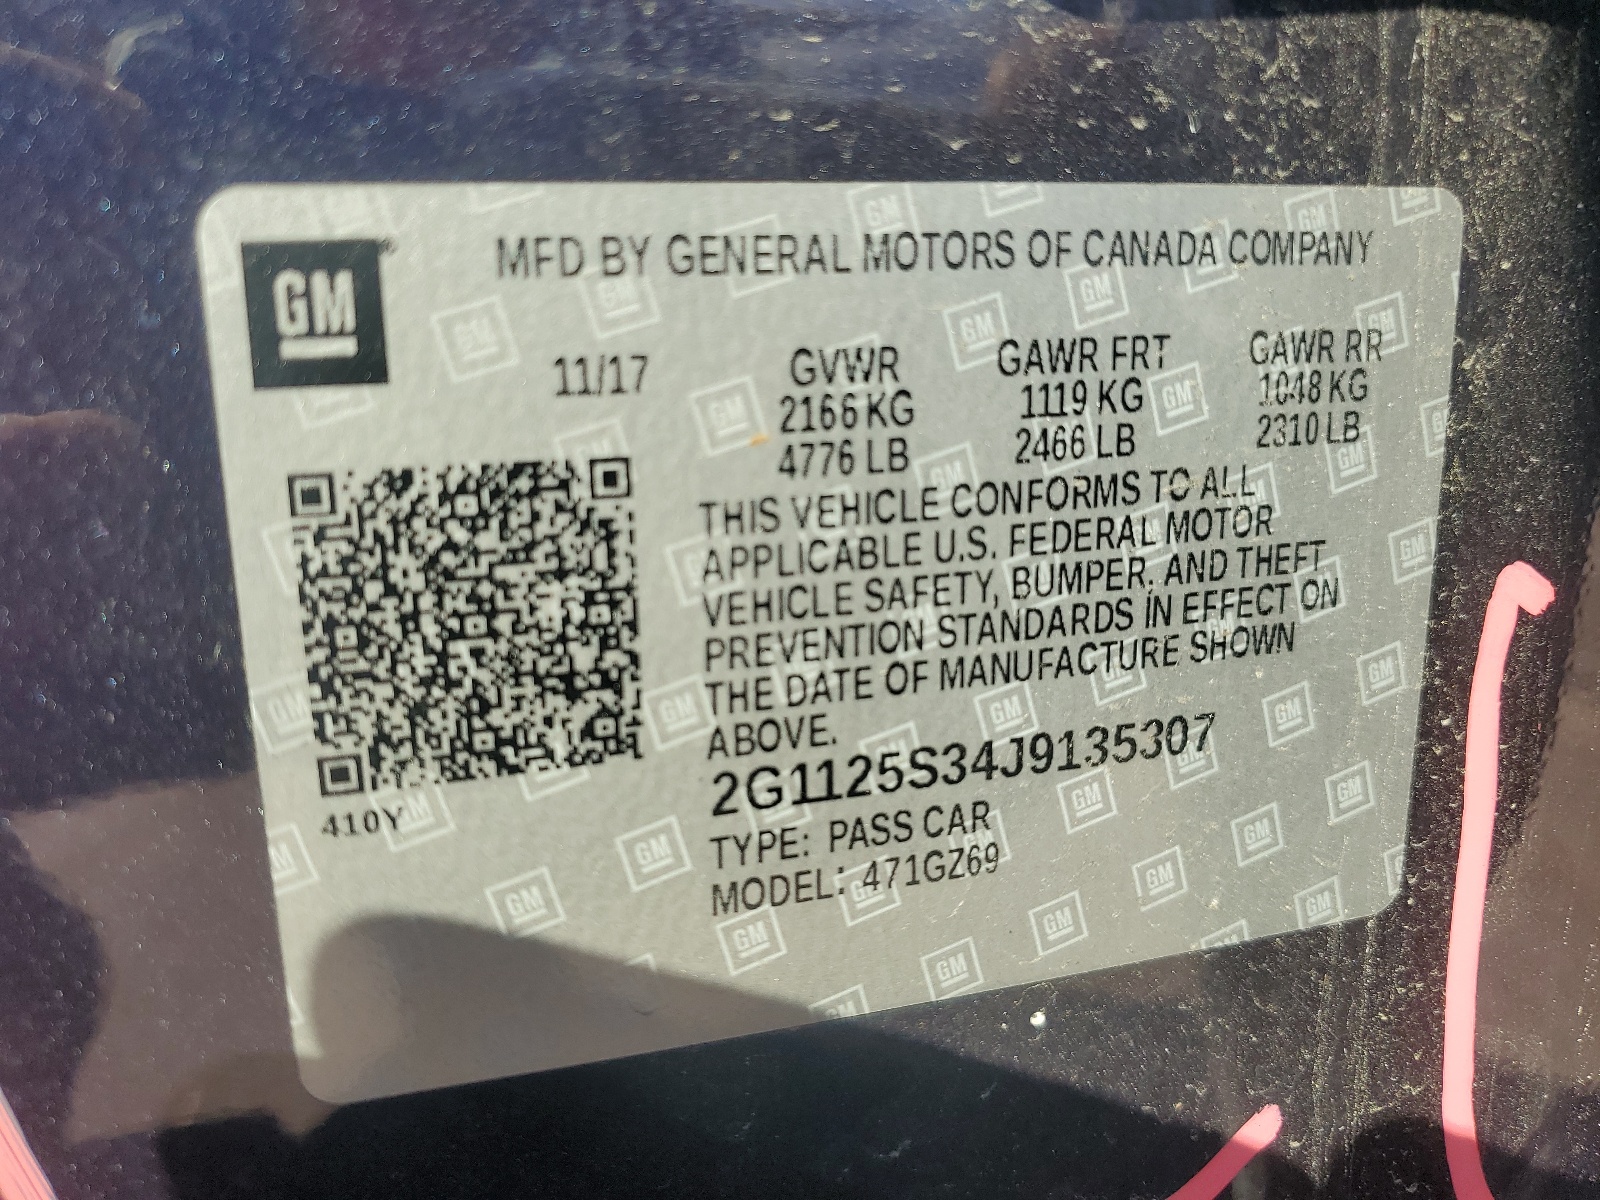 GM
MFD BY GENERAL MOTORS OF CANADA COMPANY
11/17
GVWR
2166 KG
4776 LB
GAWR FRT
1119 KG
2466 LB
GAWR RR
1048 KG
2310 LB
THIS VEHICLE CONFORMS TO ALL
APPLICABLE U.S. FEDERAL MOTOR
VEHICLE SAFETY, BUMPER, AND THEFT
PREVENTION STANDARDS IN EFFECT ON
THE DATE OF MANUFACTURE SHOWN
ABOVE.
2G1125S34J9135307
TYPE: PASS CAR
MODEL: 471GZ69
410Y